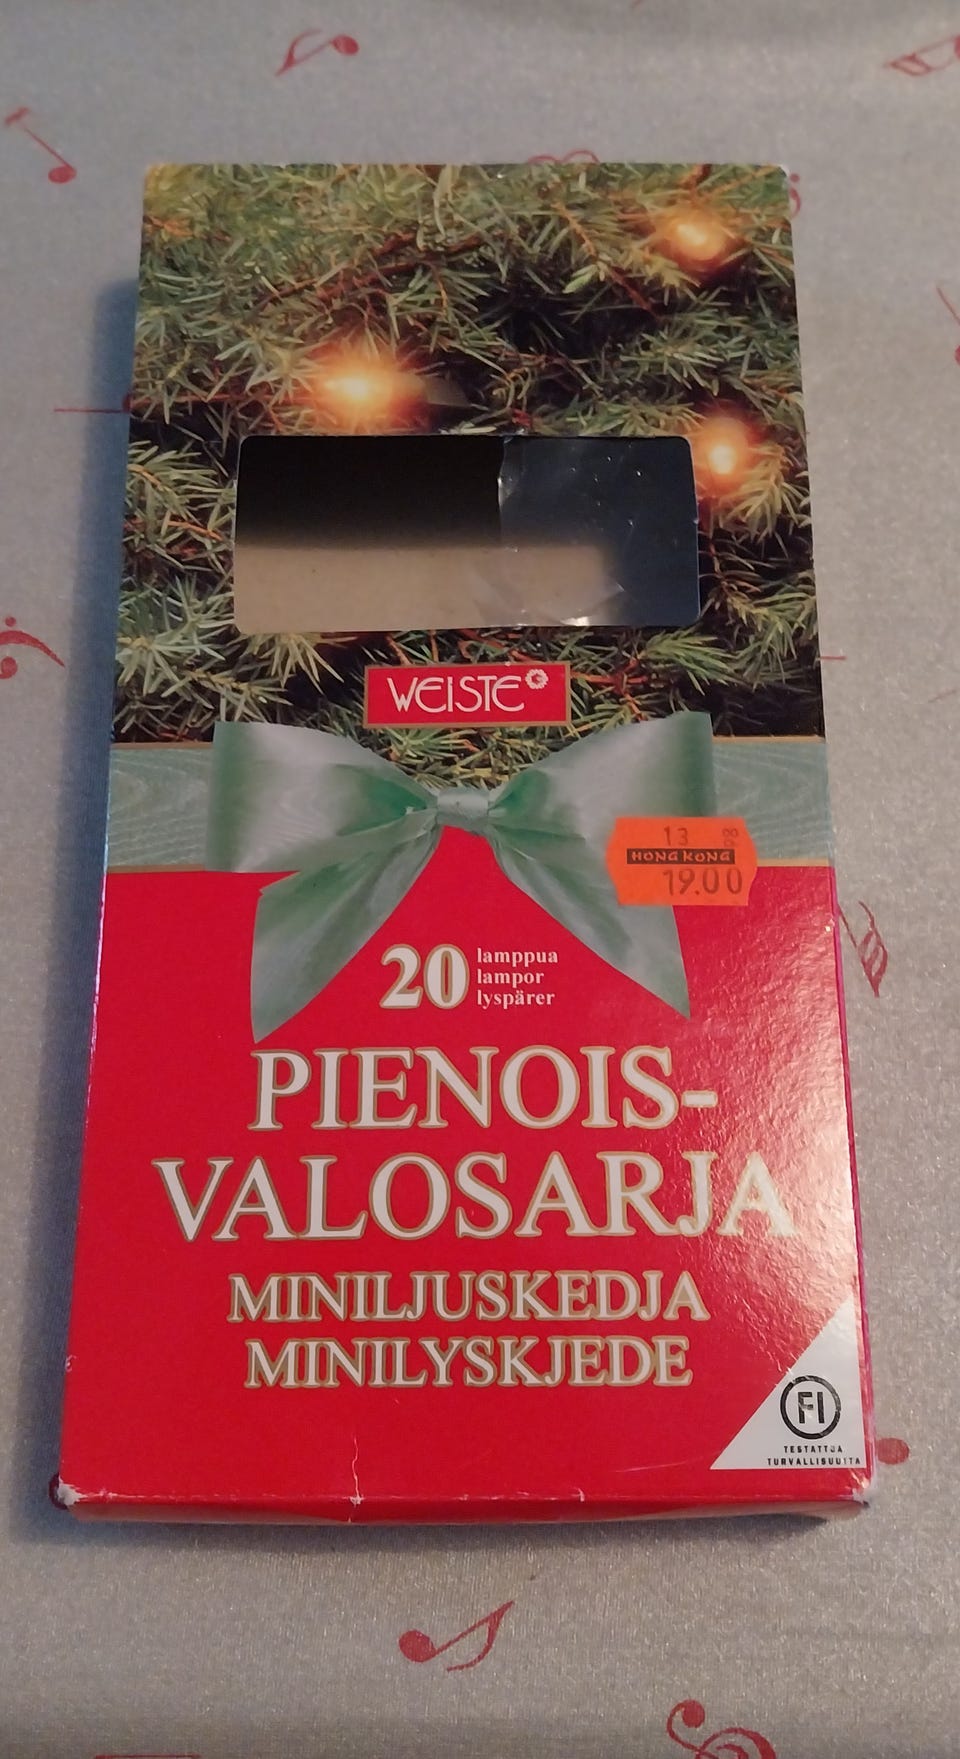 WEISTE
13
HONG KONG
19.00
20 lamppua
lampor
lyspärer
PIENOIS-
VALOSARJA
MINILJUSKEDJA
MINILYSKJEDE
FI
TESTATTUA
TURVALLISUUTTA